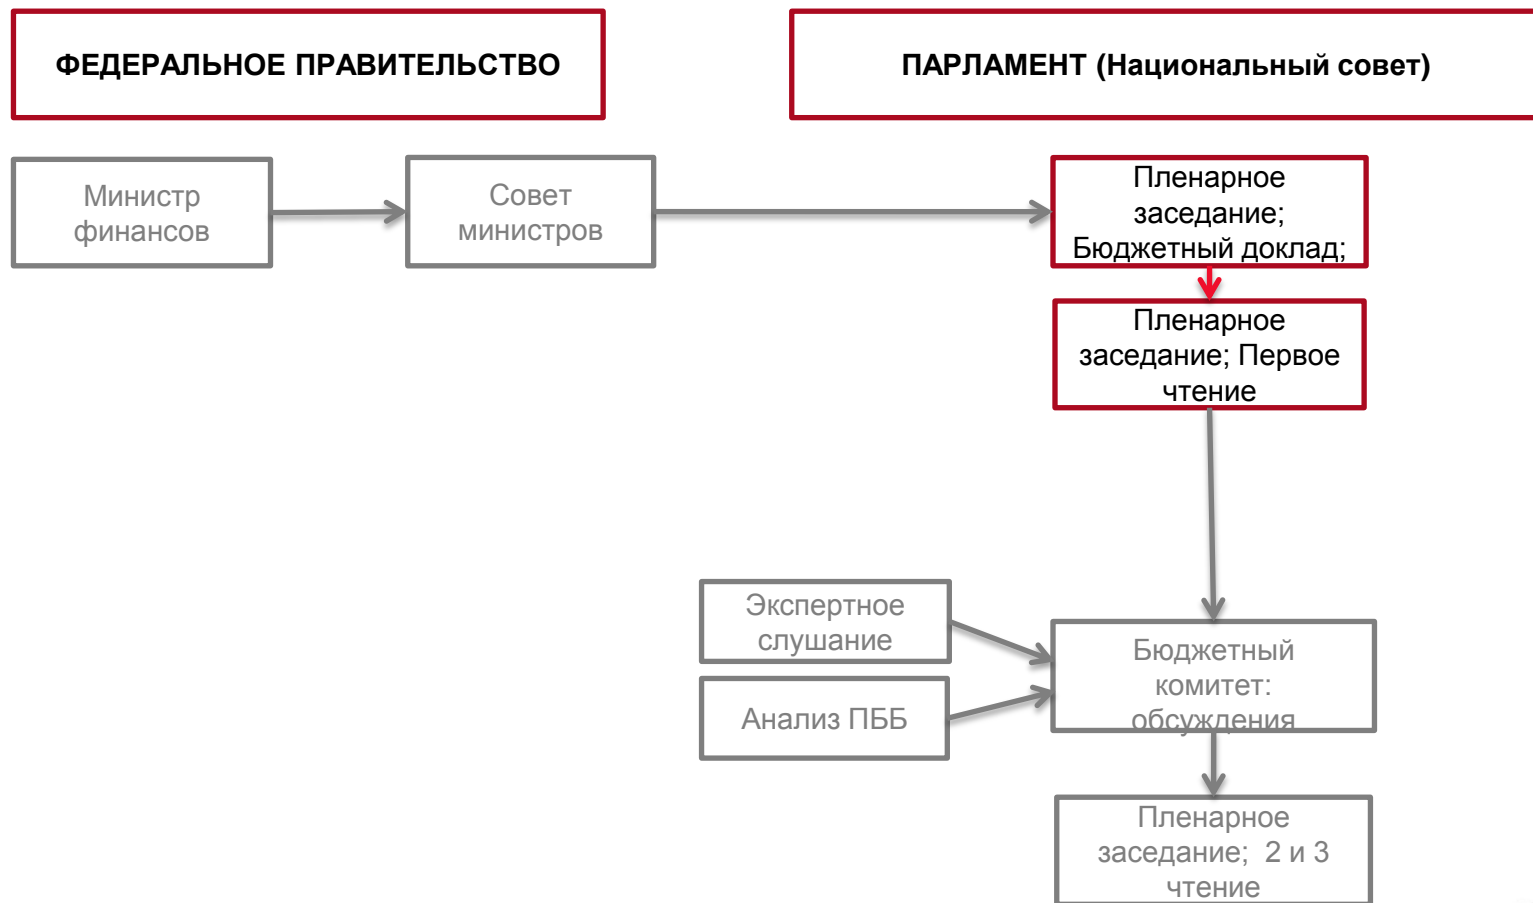 ФЕДЕРАЛЬНОЕ ПРАВИТЕЛЬСТВО
ПАРЛАМЕНТ (Национальный совет)
Министр
финансов
Совет
министров
Пленарное
заседание;
Бюджетный доклад;
Пленарное
заседание; Первое
чтение
Экспертное
слушание
Анализ ПББ
Бюджетный
комитет:
обсуждения
Пленарное
заседание; 2 и 3
чтение